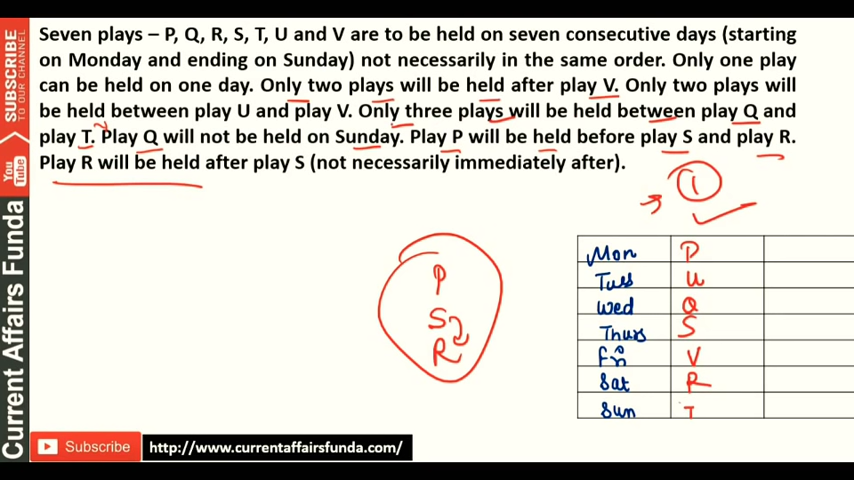 Seven plays – P, Q, R, S, T, U and V are to be held on seven consecutive days (starting
on Monday and ending on Sunday) not necessarily in the same order. Only one play
can be held on one day. Only two plays will be held after play V. Only two plays will
be held between play U and play V. Only three plays will be held between play Q and
play T. Play Q will not be held on Sunday. Play P will be held before play S and play R.
Play R will be held after play S (not necessarily immediately after).
1
P
S
R
Mon P
Tues U
Wed Q
Thurs S
Fri V
Sat R
Sun T
SUBSCRIBE
TO OUR CHANNEL
You Tube
Current Affairs Funda
Subscribe http://www.currentaffairsfunda.com/